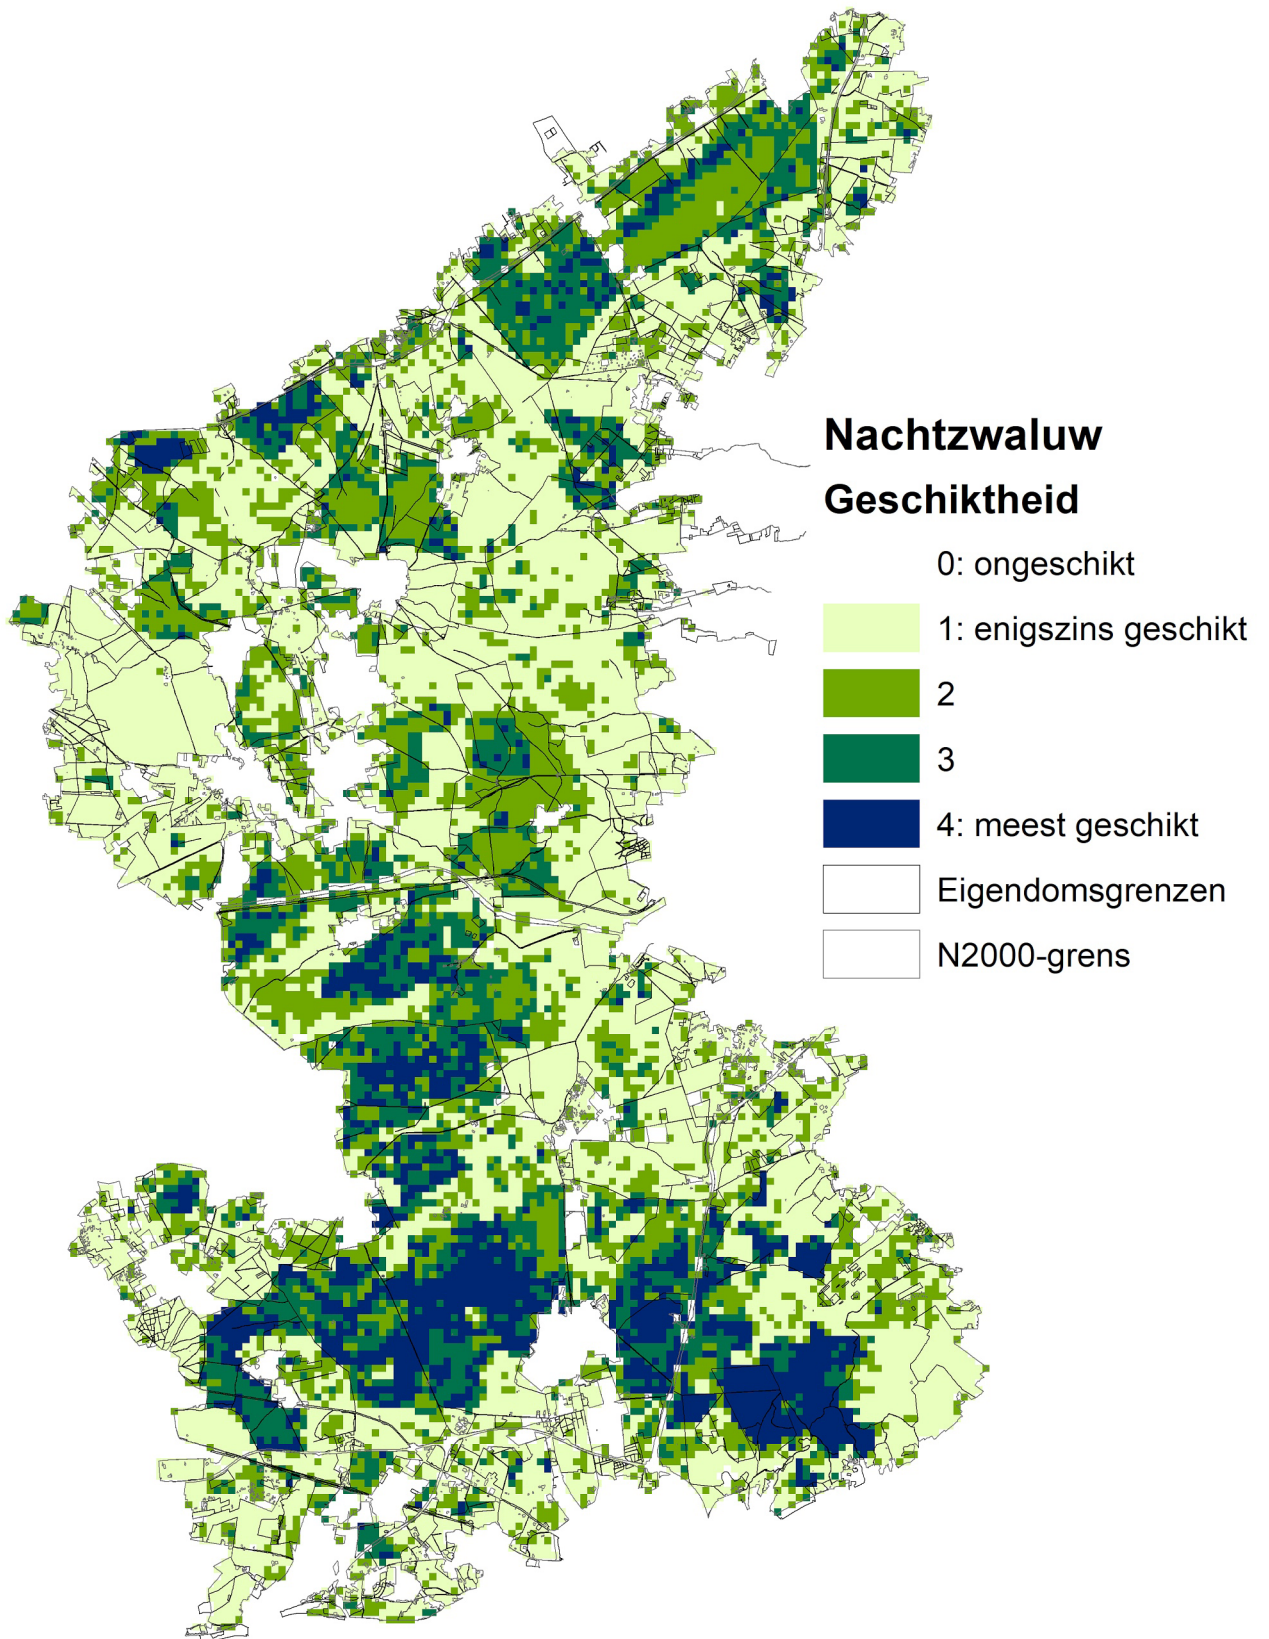 Nachtzwaluw
Geschiktheid
0: ongeschikt
1: enigszins geschikt
2
3
4: meest geschikt
Eigendomsgrenzen
N2000-grens